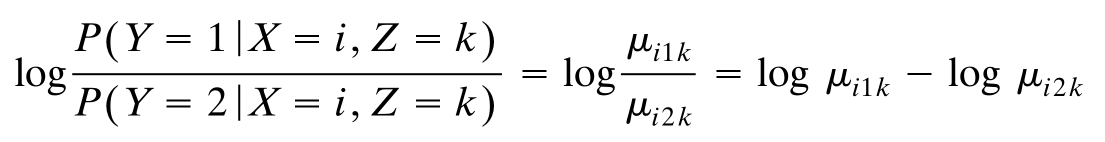 log P(Y = 1 | X = i, Z = k) / P(Y = 2 | X = i, Z = k) = log μ_{i1k} / μ_{i2k} = log μ_{i1k} − log μ_{i2k}